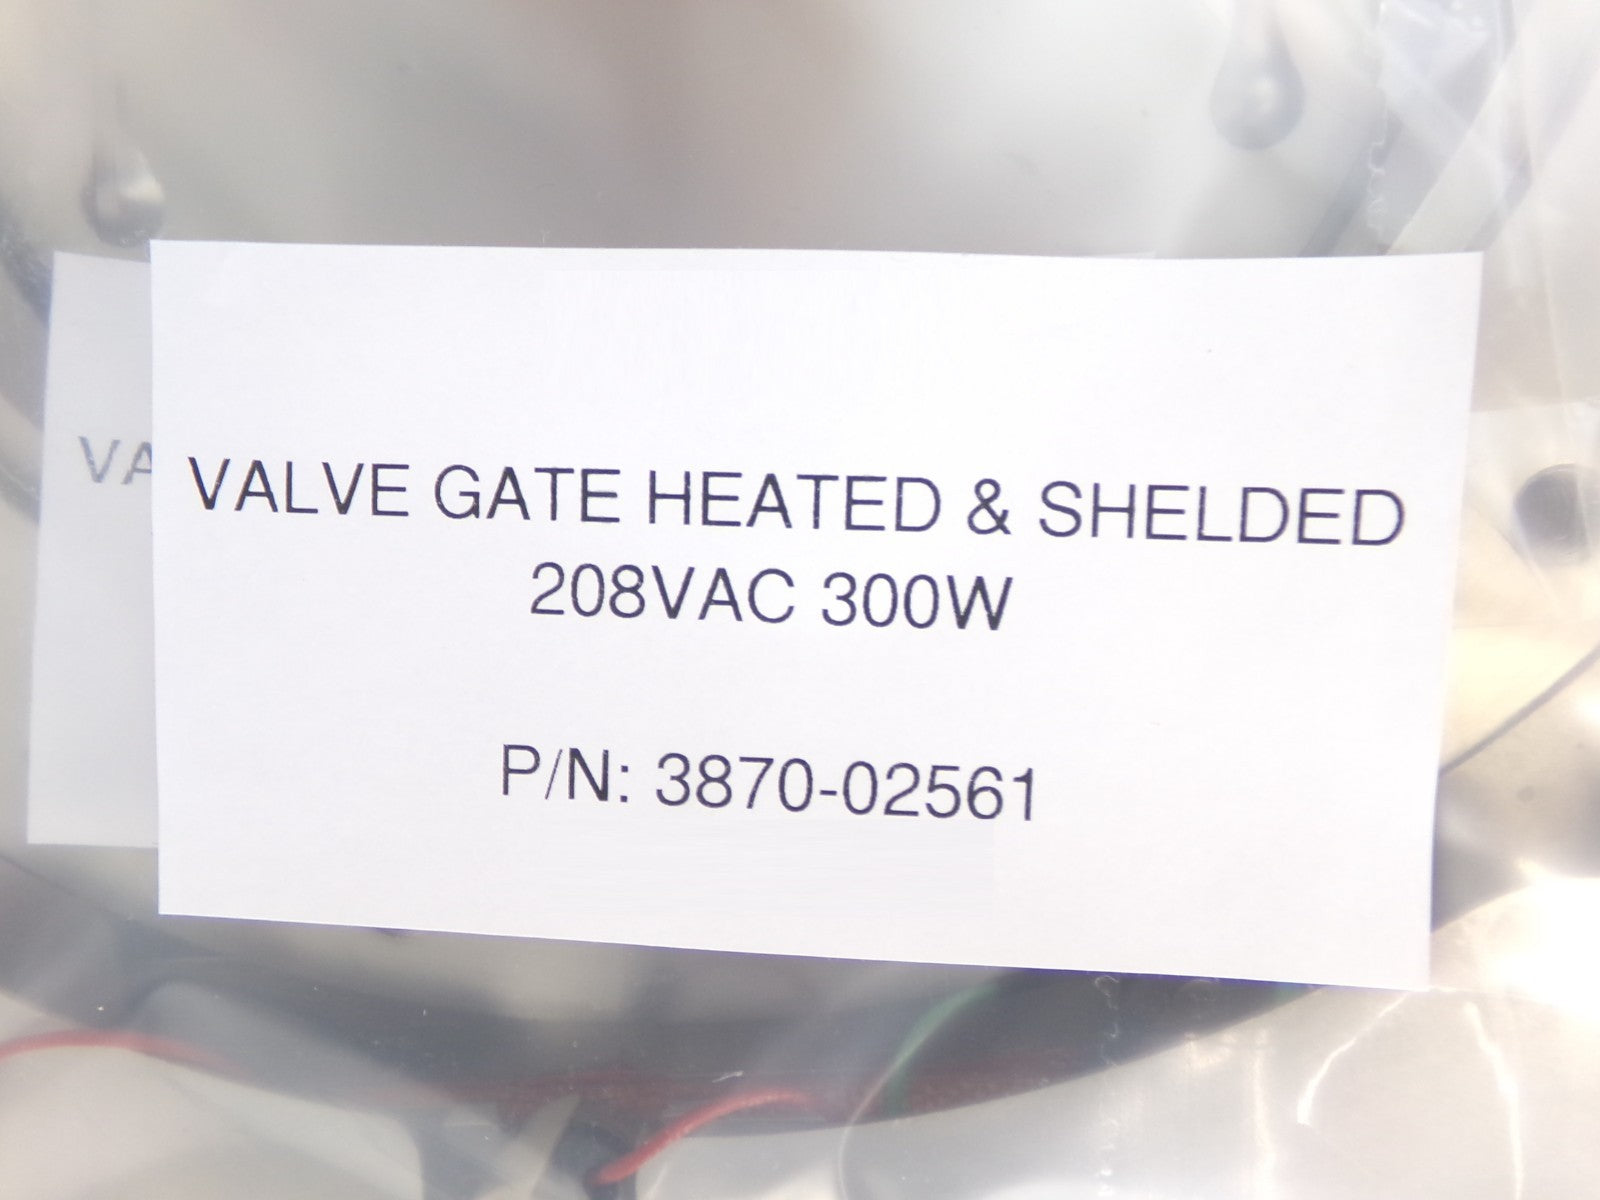 VALVE GATE HEATED & SHELDED
208VAC 300W
P/N: 3870-02561
VA